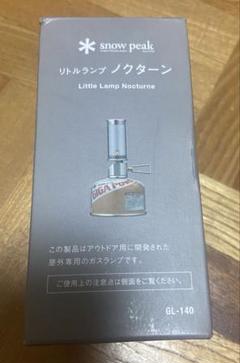 snow peak
リトルランプ ノクターン
Little Lamp Nocturne
GIGA PO
この製品はアウトドア用に開発された
屋外専用のガスランプです。
ご使用上の注意点は側面をご覧ください。
GL-140